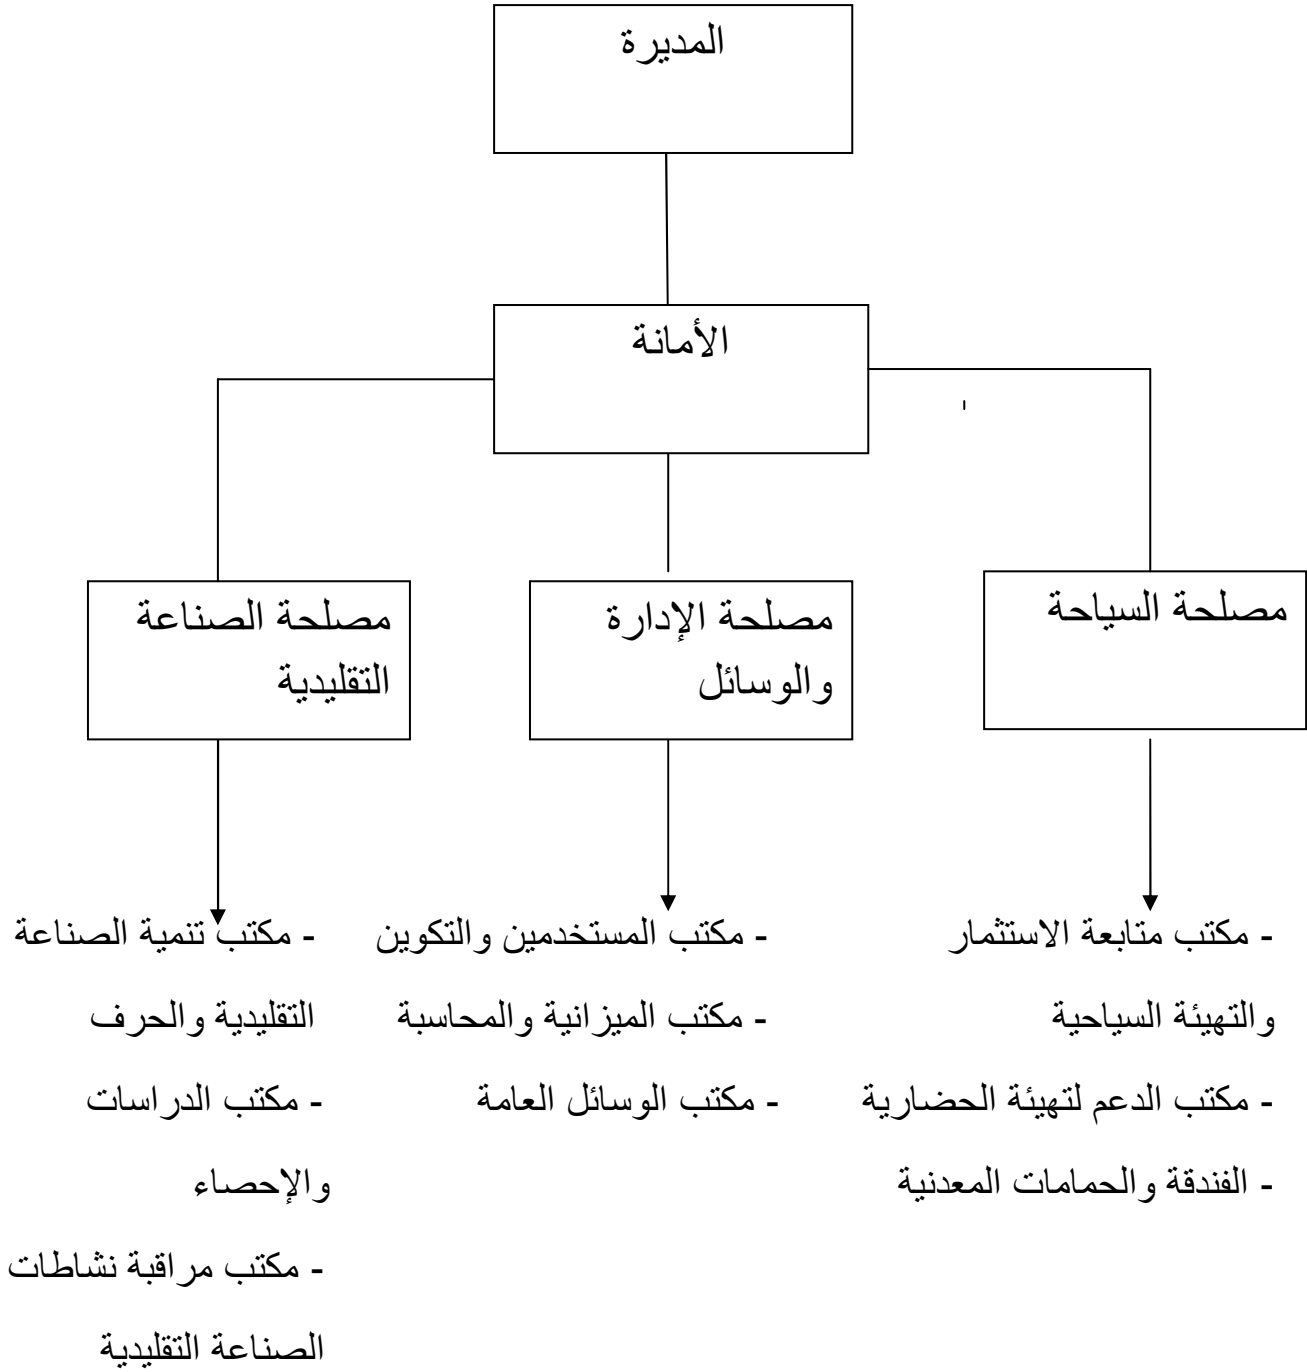 المديرة
الأمانة
مصلحة السياحة
مصلحة الإدارة
والوسائل
مصلحة الصناعة
التقليدية
- مكتب متابعة الاستثمار
والتهيئة السياحية
- مكتب الدعم لتهيئة الحضارية
- الفندقة والحمامات المعدنية
- مكتب المستخدمين والتكوين
- مكتب الميزانية والمحاسبة
- مكتب الوسائل العامة
- مكتب تنمية الصناعة
التقليدية والحرف
- مكتب الدراسات
والإحصاء
- مكتب مراقبة نشاطات
الصناعة التقليدية